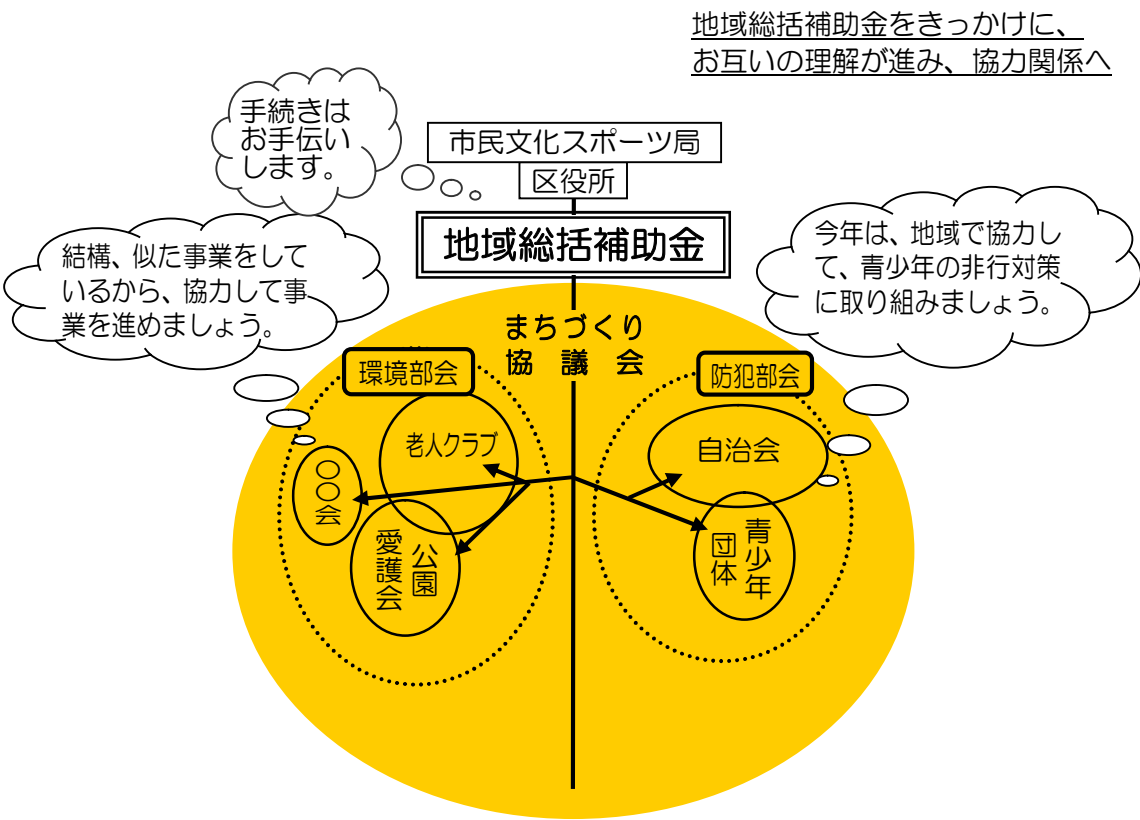 地域総括補助金をきっかけに、
お互いの理解が進み、協力関係へ
手続きは
お手伝い
します。
市民文化スポーツ局
区役所
地域総括補助金
結構、似た事業をして
いるから、協力して事
業を進めましょう。
今年は、地域で協力し
て、青少年の非行対策
に取り組みましょう。
まちづくり
協議会
環境部会
防犯部会
老人クラブ
自治会
〇〇会
公園
愛護会
青少年
団体